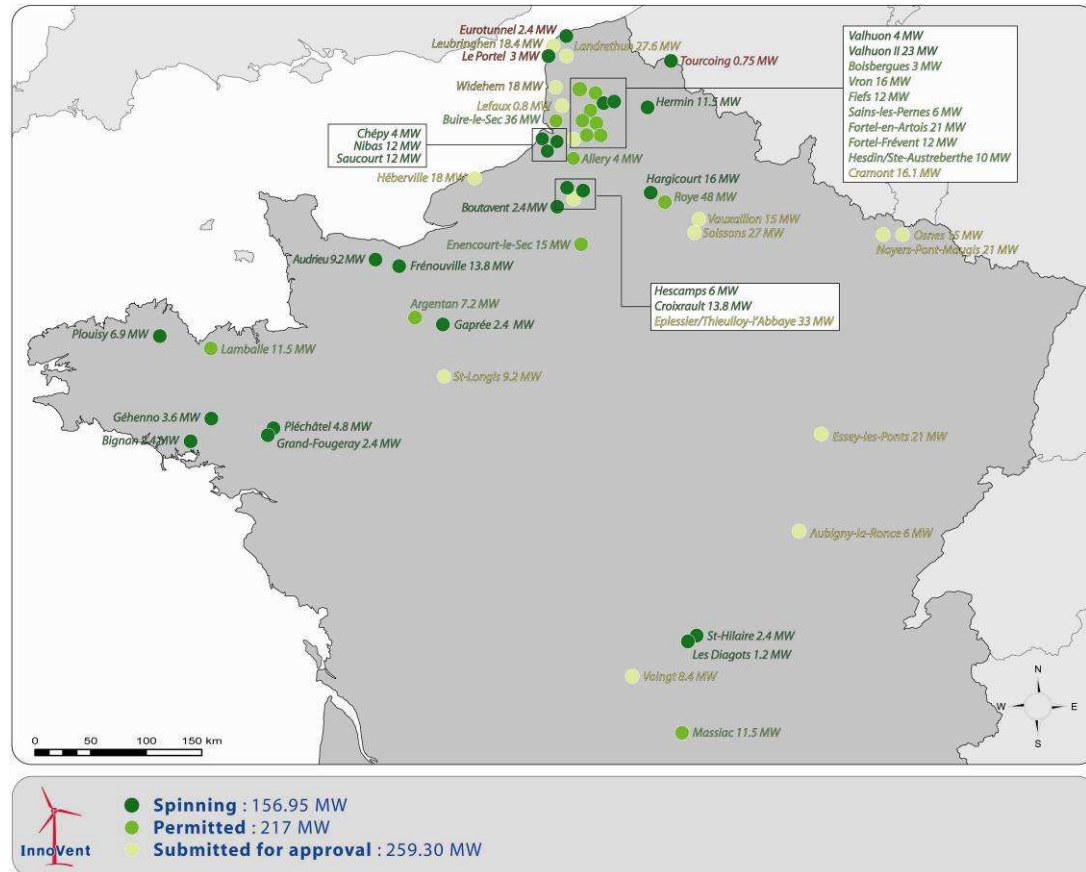 Eurotunnel 2.4 MW
Leubringhen 18.4 MW
Landrethun 27.6 MW
Le Portel 3 MW
Tourcoing 0.75 MW
Widehem 18 MW
Lefaux 0.8 MW
Buire-le-Sec 36 MW
Hermin 11.5 MW
Valhuon 4 MW
Valhuon II 23 MW
Boisbergues 3 MW
Vron 16 MW
Fiefs 12 MW
Sains-les-Pernes 6 MW
Fortel-en-Artois 21 MW
Fortel-Frévent 12 MW
Hesdin/Ste-Austreberthe 10 MW
Cramont 16.1 MW
Chépy 4 MW
Nibas 12 MW
Saucourt 12 MW
Allery 4 MW
Héberville 18 MW
Hargicourt 16 MW
Roye 48 MW
Boutavent 2.4 MW
Vauxaillon 15 MW
Soissons 27 MW
Osnes 15 MW
Noyers-Pont-Maugis 21 MW
Enencourt-le-Sec 15 MW
Audrieu 9.2 MW
Frénouville 13.8 MW
Hescamps 6 MW
Croixrault 13.8 MW
Eplessier/Thieulloy-l'Abbaye 33 MW
Argentan 7.2 MW
Gaprée 2.4 MW
Plouisy 6.9 MW
Lamballe 11.5 MW
St-Longis 9.2 MW
Géhenno 3.6 MW
Pléchâtel 4.8 MW
Bignan 2.4 MW
Grand-Fougeray 2.4 MW
Essey-les-Ponts 21 MW
Aubigny-la-Ronce 6 MW
St-Hilaire 2.4 MW
Les Diagots 1.2 MW
Voingt 8.4 MW
Massiac 11.5 MW
N
W E
S
0 50 100 150 km
Spinning : 156.95 MW
Permitted : 217 MW
Submitted for approval : 259.30 MW
InnoVent